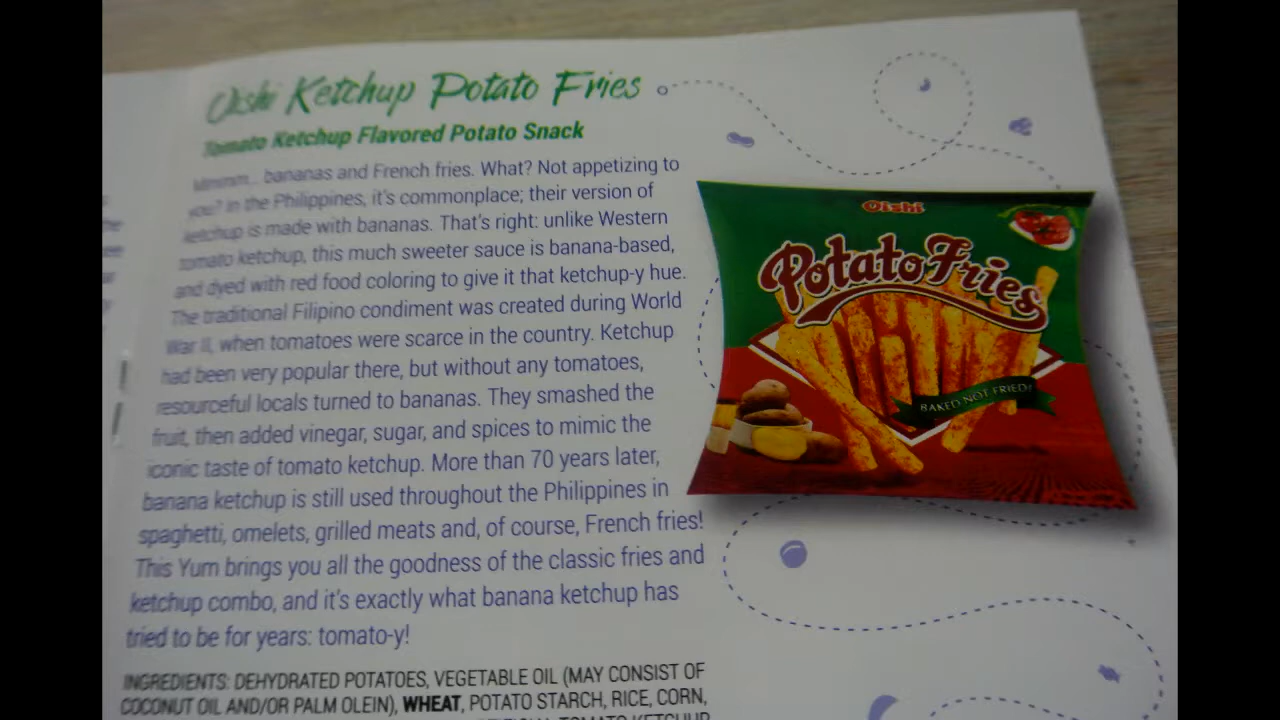 Oishi Ketchup Potato Fries
Tomato Ketchup Flavored Potato Snack
Mmmm... bananas and French fries. What? Not appetizing to
you? In the Philippines, it's commonplace; their version of
ketchup is made with bananas. That's right: unlike Western
tomato ketchup, this much sweeter sauce is banana-based,
and dyed with red food coloring to give it that ketchup-y hue.
The traditional Filipino condiment was created during World
War II, when tomatoes were scarce in the country. Ketchup
had been very popular there, but without any tomatoes,
resourceful locals turned to bananas. They smashed the
fruit, then added vinegar, sugar, and spices to mimic the
iconic taste of tomato ketchup. More than 70 years later,
banana ketchup is still used throughout the Philippines in
spaghetti, omelets, grilled meats and, of course, French fries!
This Yum brings you all the goodness of the classic fries and
ketchup combo, and it's exactly what banana ketchup has
tried to be for years: tomato-y!
INGREDIENTS: DEHYDRATED POTATOES, VEGETABLE OIL (MAY CONSIST OF
COCONUT OIL AND/OR PALM OLEIN), WHEAT, POTATO STARCH, RICE, CORN,
TOMATO KETCHUP
Oishi
Potato Fries
BAKED NOT FRIED!